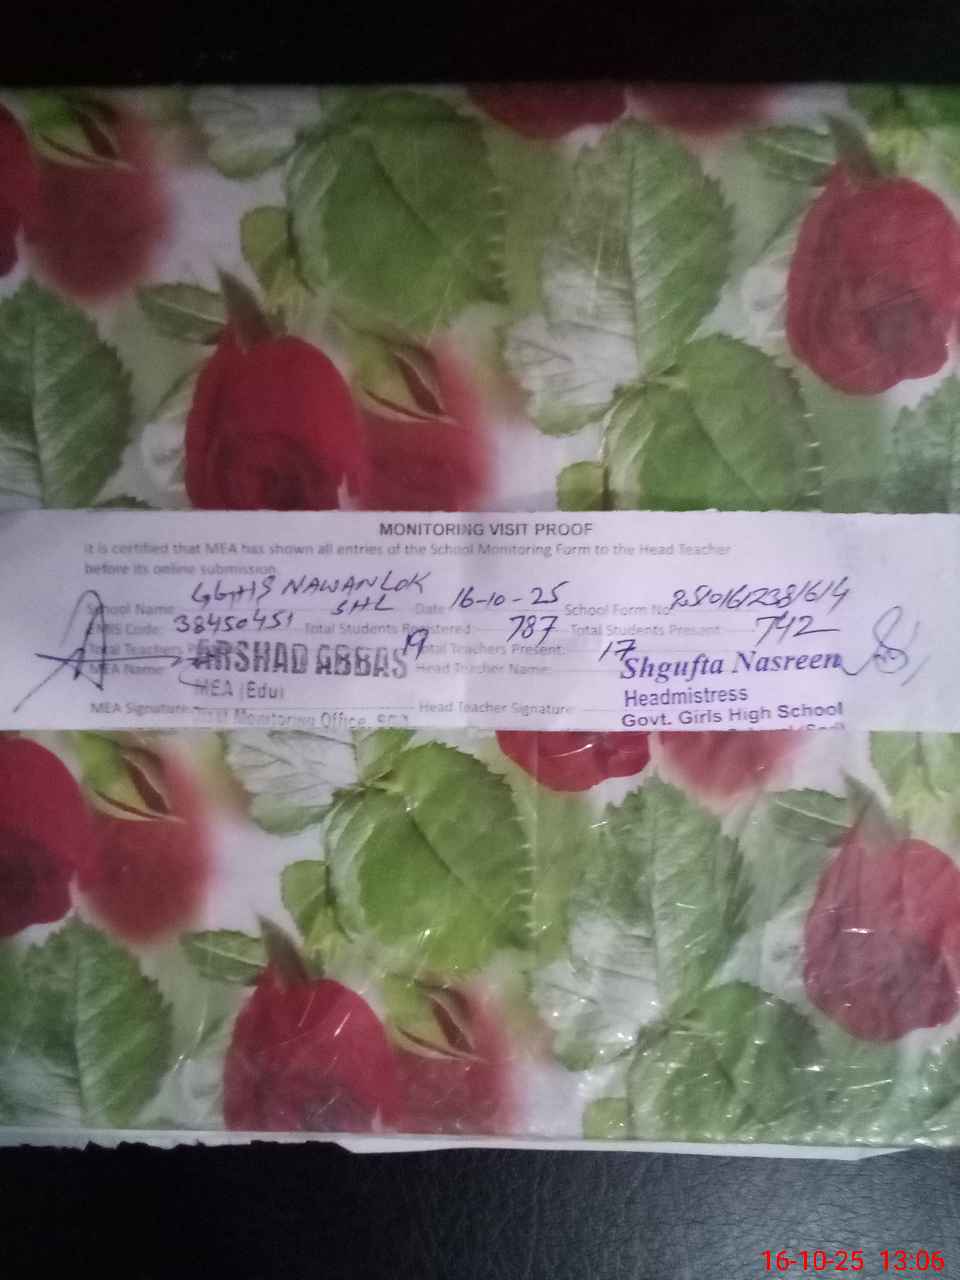 MONITORING VISIT PROOF
It is certified that MEA has shown all entries of the School Monitoring Form to the Head Teacher
before its online submission.
School Name GGHS NAWAN LOK SHL Date 16-10-25 School Form No
EMIS Code: 38450451 Total Students Registered: 787 Total Students Present: 742
Total Teachers 19 Total Teachers Present: 17
MEA Name: ARSHAD ABBAS Head Teacher Name: Shgufta Nasreen
MEA (Edu) Headmistress
MEA Signature: Monitoring Office, Head Teacher Signature: Govt. Girls High School
16-10-25 13:06